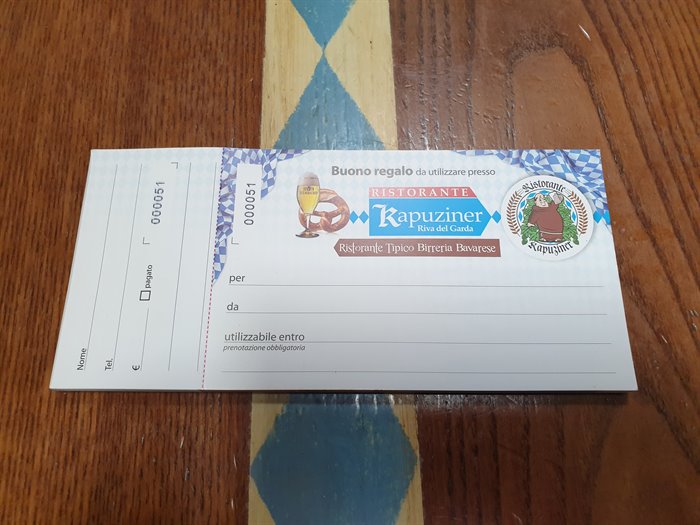 Nome
Tel.
€
pagato
000051
000051
Buono regalo da utilizzare presso
RISTORANTE
Kapuziner
Riva del Garda
Ristorante Tipico Birreria Bavarese
Ristorante
Kapuziner
per
da
utilizzabile entro
prenotazione obbligatoria